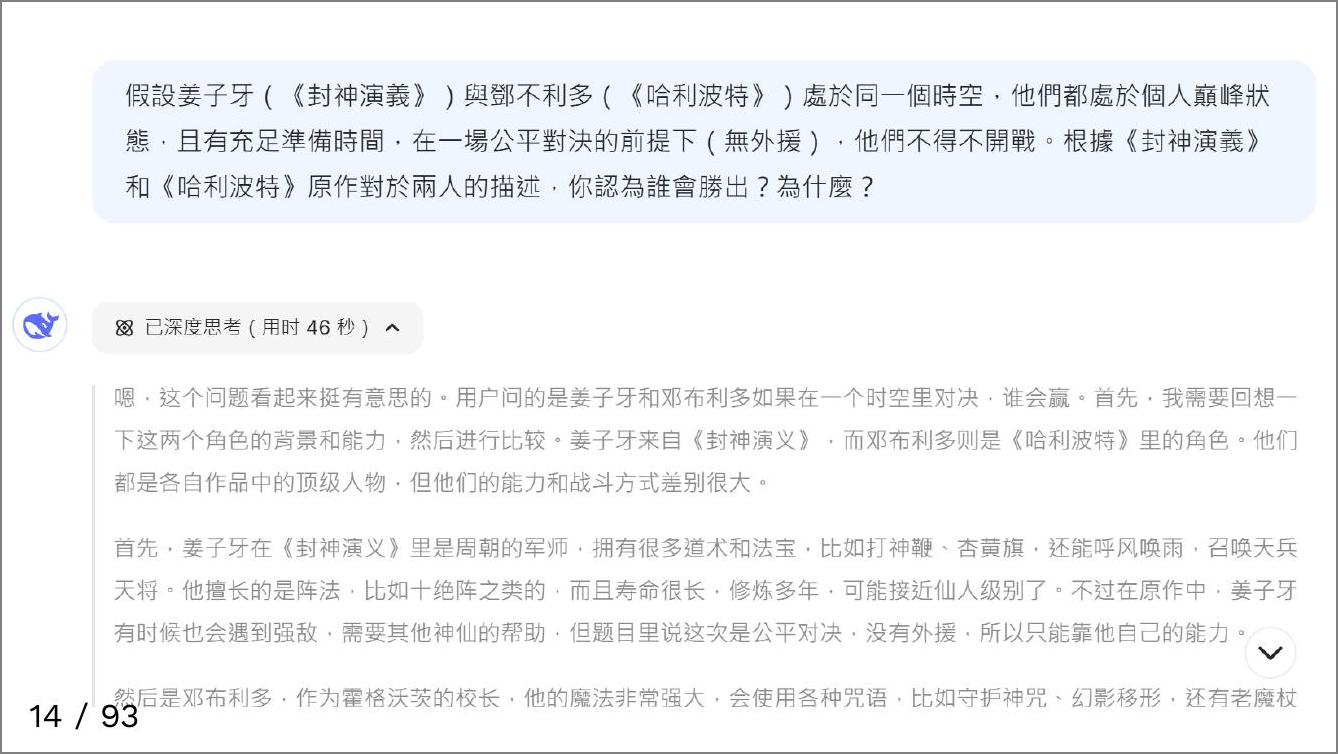 假設姜子牙（《封神演義》）與鄧不利多（《哈利波特》）處於同一個時空，他們都處於個人巔峰狀
態，且有充足準備時間，在一場公平對決的前提下（無外援），他們不得不開戰。根據《封神演義》
和《哈利波特》原作對於兩人的描述，你認為誰會勝出？為什麼？
已深度思考（用时 46 秒）
嗯，这个问题看起来挺有意思的。用户问的是姜子牙和邓布利多如果在一个时空里对决，谁会赢。首先，我需要回想一
下这两个角色的背景和能力，然后进行比较。姜子牙来自《封神演义》，而邓布利多则是《哈利波特》里的角色。他们
都是各自作品中的顶级人物，但他们的能力和战斗方式差别很大。
首先，姜子牙在《封神演义》里是周朝的军师，拥有很多道术和法宝，比如打神鞭、杏黄旗，还能呼风唤雨，召唤天兵
天将。他擅长的是阵法，比如十绝阵之类的，而且寿命很长，修炼多年，可能接近仙人级别了。不过在原作中，姜子牙
有时候也会遇到强敌，需要其他神仙的帮助，但题目里说这次是公平对决，没有外援，所以只能靠他自己的能力。
然后是邓布利多，作为霍格沃茨的校长，他的魔法非常强大，会使用各种咒语，比如守护神咒、幻影移形，还有老魔杖
14 / 93